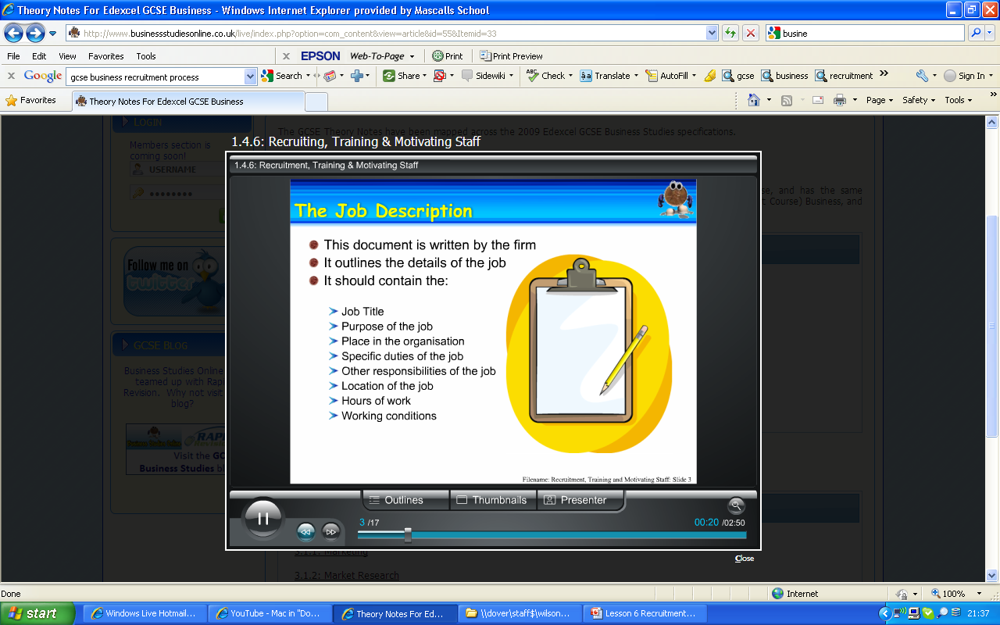 Theory Notes For Edexcel GCSE Business - Windows Internet Explorer provided by Mascalls School
http://www.businessstudiesonline.co.uk/live/index.php?option=com_content&view=article&id=55&Itemid=33
busine
File Edit View Favorites Tools X EPSON Web-To-Page Print Print Preview
x Google gcse business recruitment process Search Share Sidewiki Check Translate AutoFill gcse business recruitment Sign In
Favorites Theory Notes For Edexcel GCSE Business Page Safety Tools
LOGIN
The GCSE Theory Notes have been mapped across the 2009 Edexcel GCSE Business Studies specifications.
1.4.6: Recruiting, Training & Motivating Staff
Members section is
coming soon!
USERNAME
1.4.6: Recruitment, Training & Motivating Staff
se, and has the same
t Course) Business, and
The Job Description
This document is written by the firm
It outlines the details of the job
It should contain the:
Job Title
Purpose of the job
Place in the organisation
Specific duties of the job
Other responsibilities of the job
Location of the job
Hours of work
Working conditions
Filename: Recruitment, Training and Motivating Staff: Slide 3
Follow me on
twitter
GCSE BLOG
Business Studies Online
teamed up with Rap
Revision. Why not visit
blog?
Business Studies Online RAPI
Visit the GC
Business Studies bl
Outlines Thumbnails Presenter
3 /17 00:20 /02:50
Close
3.1.1: Marketing
3.1.2: Market Research
Done Internet 100%
start Windows Live Hotmail... YouTube - Mac in "Do... Theory Notes For Ed... \\dover\staff$\wilson... Lesson 6 Recruitment... 21:37